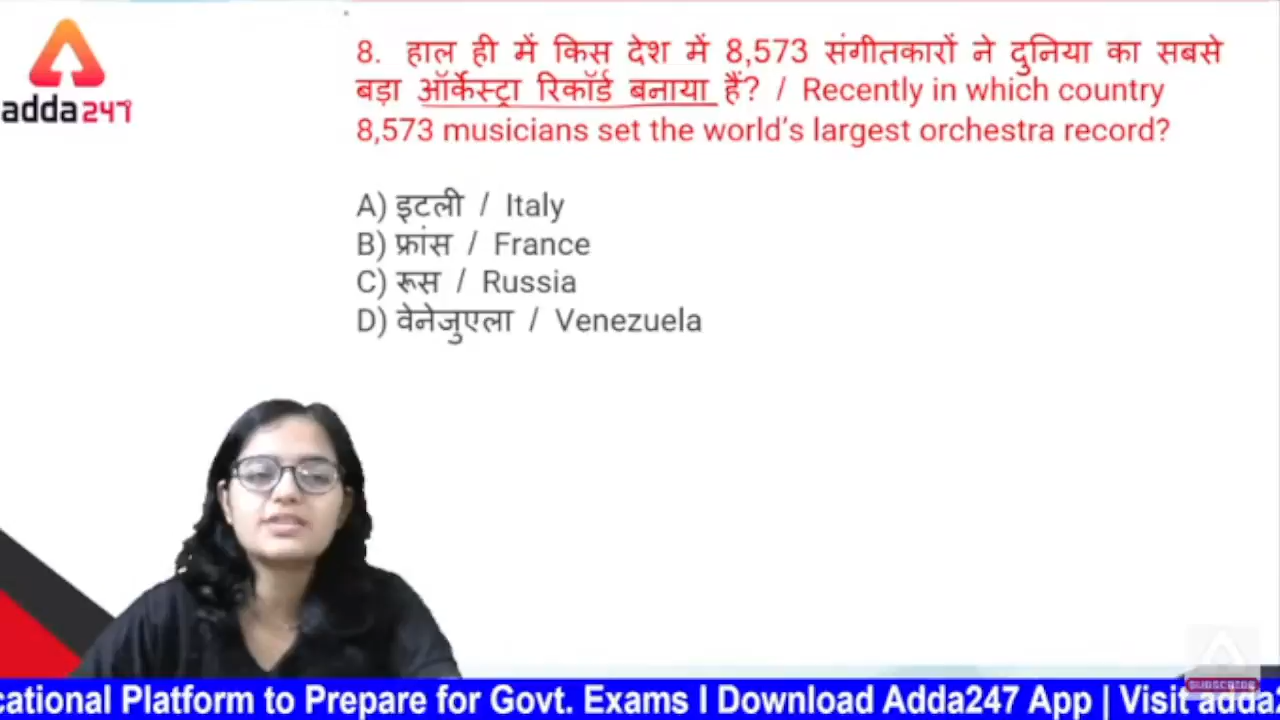 adda247
8. हाल ही में किस देश में 8,573 संगीतकारों ने दुनिया का सबसे
बड़ा ऑर्केस्ट्रा रिकॉर्ड बनाया हैं? / Recently in which country
8,573 musicians set the world's largest orchestra record?
A) इटली / Italy
B) फ्रांस / France
C) रूस / Russia
D) वेनेजुएला / Venezuela
SUBSCRIBE
cational Platform to Prepare for Govt. Exams I Download Adda247 App | Visit adda2